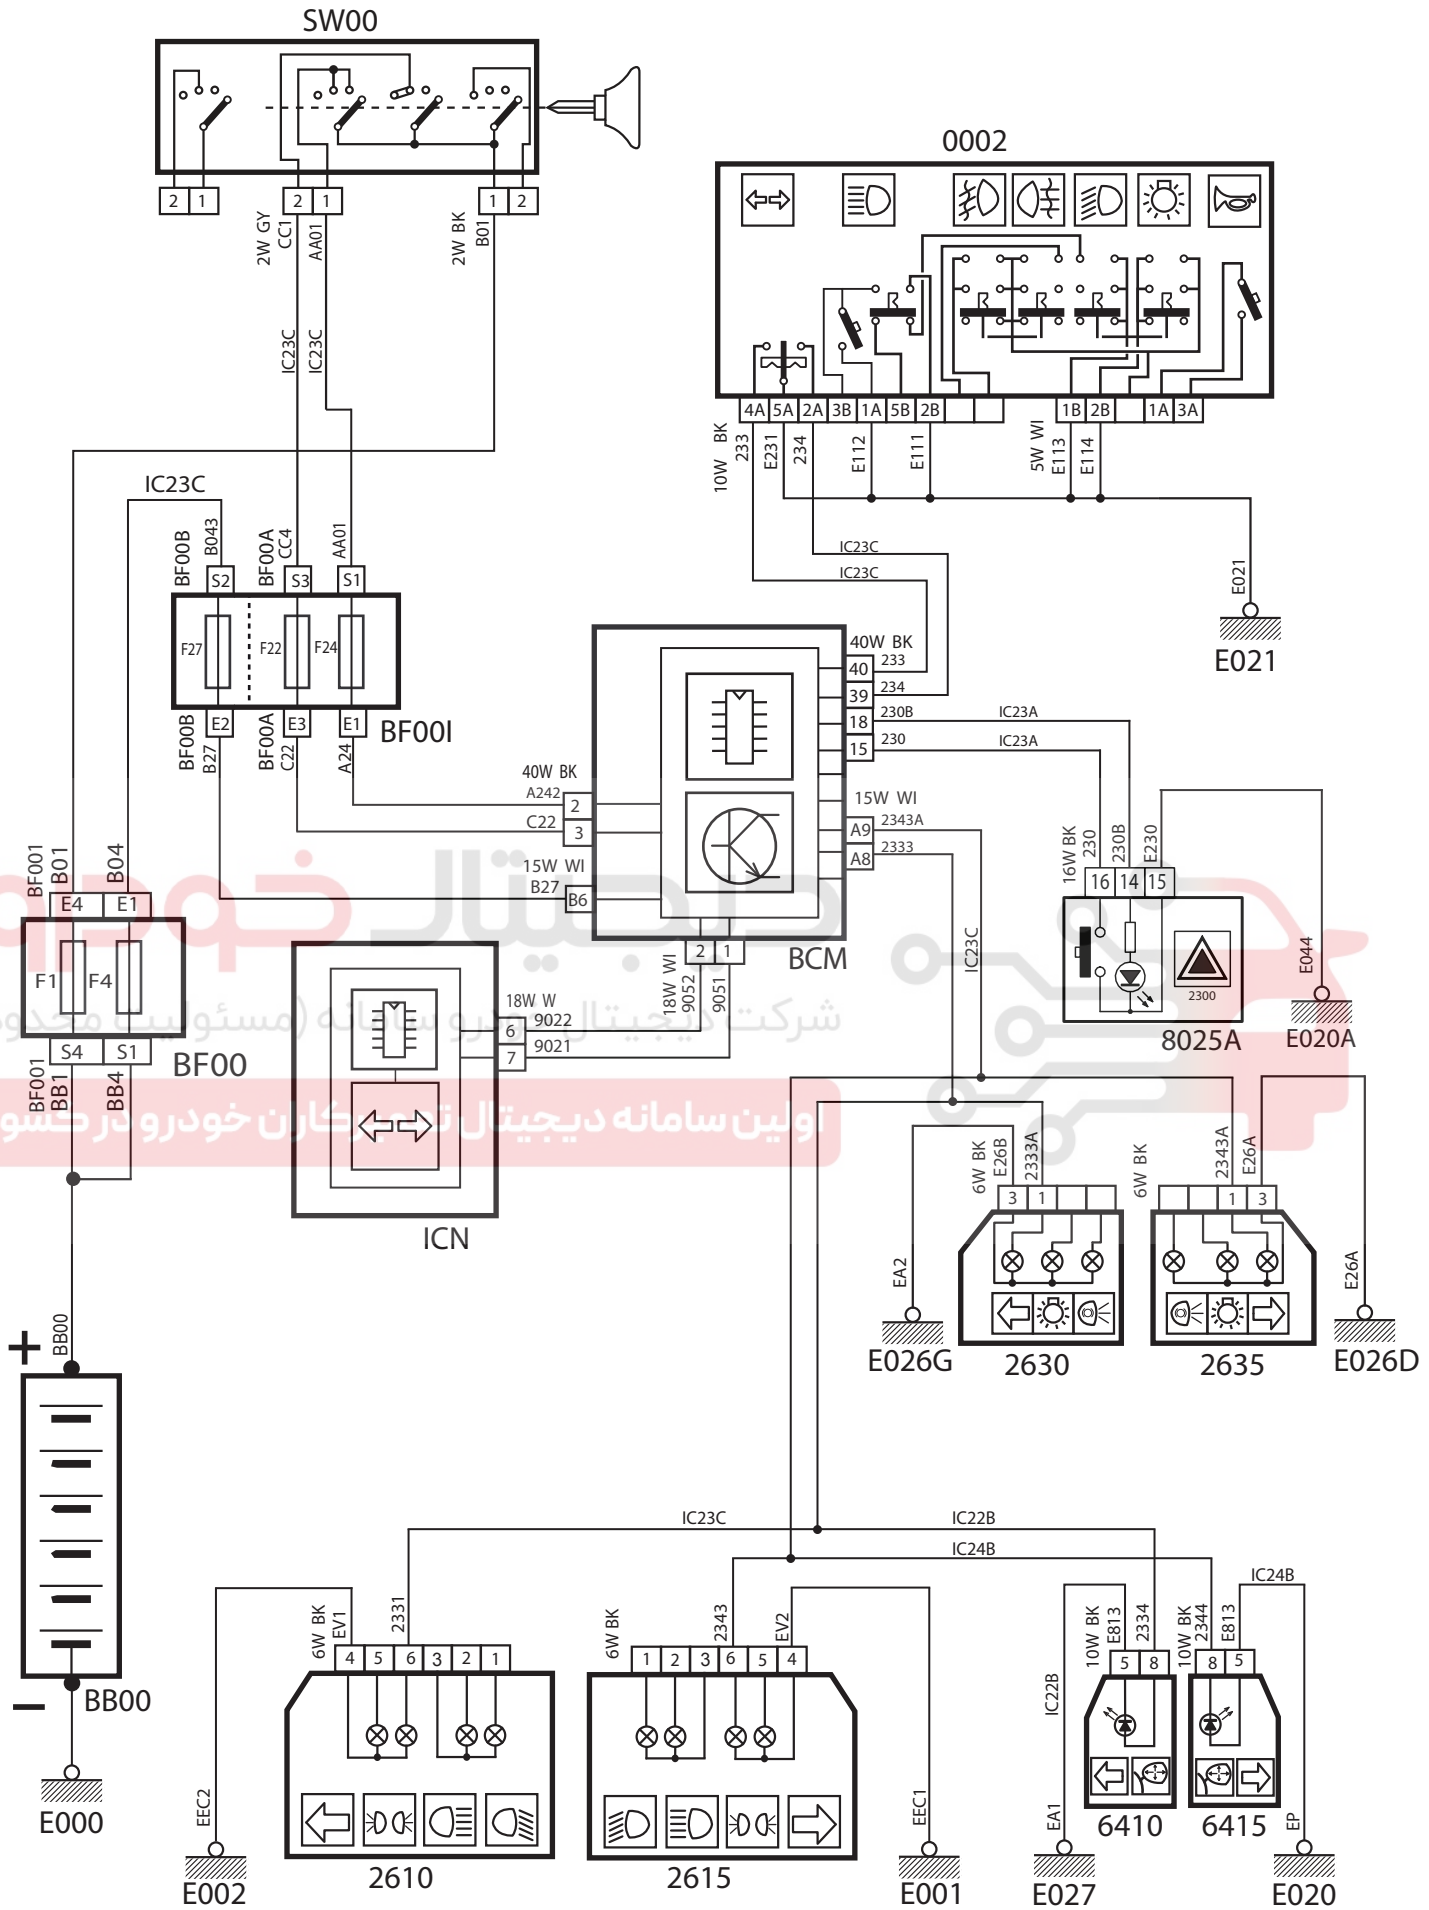 SW00
2
1
2
1
1
2
2W GY
CC1
AA01
2W BK
B01
IC23C
IC23C
0002
4A
5A
2A
3B
1A
5B
2B
1B
2B
1A
3A
10W BK
233
E231
234
E112
E111
5W WI
E113
E114
IC23C
IC23C
E021
E021
IC23C
BF00B
B043
BF00A
CC4
AA01
S2
S3
S1
F27
F22
F24
E2
E3
E1
BF00I
BF00B
B27
BF00A
C22
A24
40W BK
A242
2
C22
3
15W WI
B27
B6
40W BK
40
233
39
234
18
230B
IC23A
15
230
IC23A
15W WI
A9
2343A
A8
2333
2
1
BCM
18W WI
9052
9051
IC23C
16W BK
230
230B
E230
16
14
15
2300
8025A
E044
E020A
BF001
B01
B04
E4
E1
F1
F4
S4
S1
BF00
BF001
BB1
BB4
18W W
6
9022
7
9021
ICN
دیجیتال خودرو
شرکت دیجیتال خودرو سامانه (مسئولیت محدود
اولین سامانه دیجیتال تعمیرکاران خودرو در کشو
6W BK
E26B
2333A
3
1
6W BK
2343A
E26A
1
3
EA2
E026G
2630
2635
E26A
E026D
+
BB00
−
BB00
E000
IC23C
IC22B
IC24B
IC24B
6W BK
EV1
2331
4
5
6
3
2
1
EEC2
E002
2610
6W BK
2343
EV2
1
2
3
6
5
4
2615
EEC1
E001
10W BK
E813
2334
5
8
IC22B
EA1
E027
6410
10W BK
2344
E813
8
5
6415
EP
E020